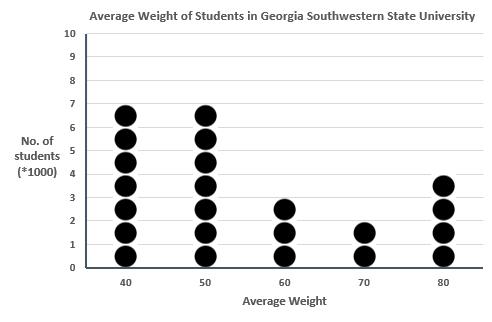 Average Weight of Students in Georgia Southwestern State University
10
9
8
7
6
5
4
3
2
1
0
No. of
students
(*1000)
40 50 60 70 80
Average Weight